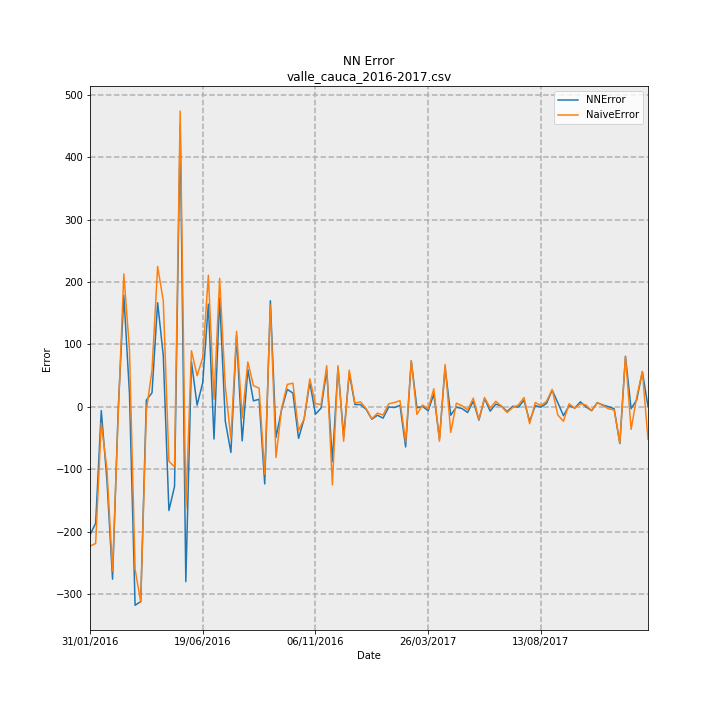 NN Error
valle_cauca_2016-2017.csv
NNError
NaiveError
500
400
300
200
100
0
−100
−200
−300
Error
31/01/2016
19/06/2016
06/11/2016
26/03/2017
13/08/2017
Date